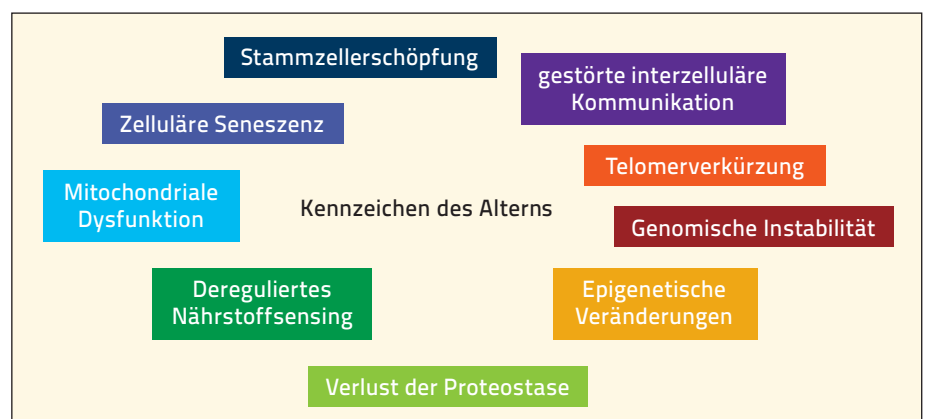 Stammzellerschöpfung
gestörte interzelluläre
Kommunikation
Zelluläre Seneszenz
Telomerverkürzung
Mitochondriale
Dysfunktion
Kennzeichen des Alterns
Genomische Instabilität
Dereguliertes
Nährstoffsensing
Epigenetische
Veränderungen
Verlust der Proteostase